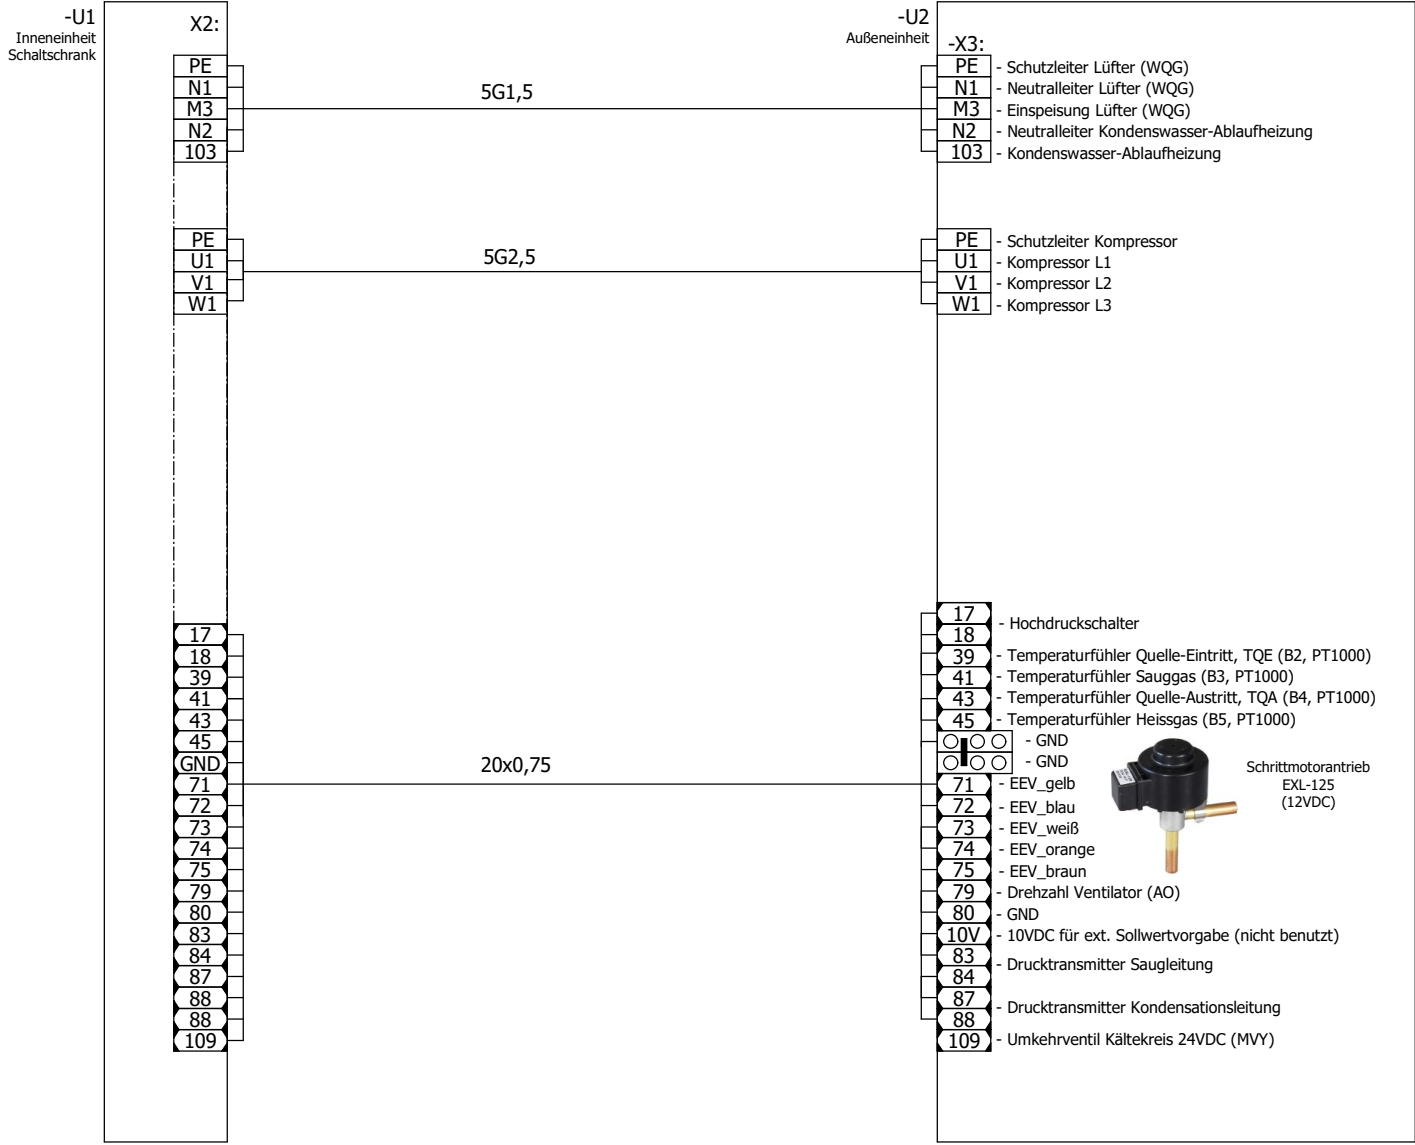 -U1
Inneneinheit
Schaltschrank
X2:
PE
N1
M3
N2
103
PE
U1
V1
W1
17
18
39
41
43
45
GND
71
72
73
74
75
79
80
83
84
87
88
88
109
5G1,5
5G2,5
20x0,75
-U2
Außeneinheit
-X3:
PE - Schutzleiter Lüfter (WQG)
N1 - Neutralleiter Lüfter (WQG)
M3 - Einspeisung Lüfter (WQG)
N2 - Neutralleiter Kondenswasser-Ablaufheizung
103 - Kondenswasser-Ablaufheizung
PE - Schutzleiter Kompressor
U1 - Kompressor L1
V1 - Kompressor L2
W1 - Kompressor L3
17
- Hochdruckschalter
18
39 - Temperaturfühler Quelle-Eintritt, TQE (B2, PT1000)
41 - Temperaturfühler Sauggas (B3, PT1000)
43 - Temperaturfühler Quelle-Austritt, TQA (B4, PT1000)
45 - Temperaturfühler Heissgas (B5, PT1000)
- GND
- GND
71 - EEV_gelb
72 - EEV_blau
73 - EEV_weiß
74 - EEV_orange
75 - EEV_braun
Schrittmotorantrieb
EXL-125
(12VDC)
79 - Drehzahl Ventilator (AO)
80 - GND
10V - 10VDC für ext. Sollwertvorgabe (nicht benutzt)
83
- Drucktransmitter Saugleitung
84
87
- Drucktransmitter Kondensationsleitung
88
109 - Umkehrventil Kältekreis 24VDC (MVY)